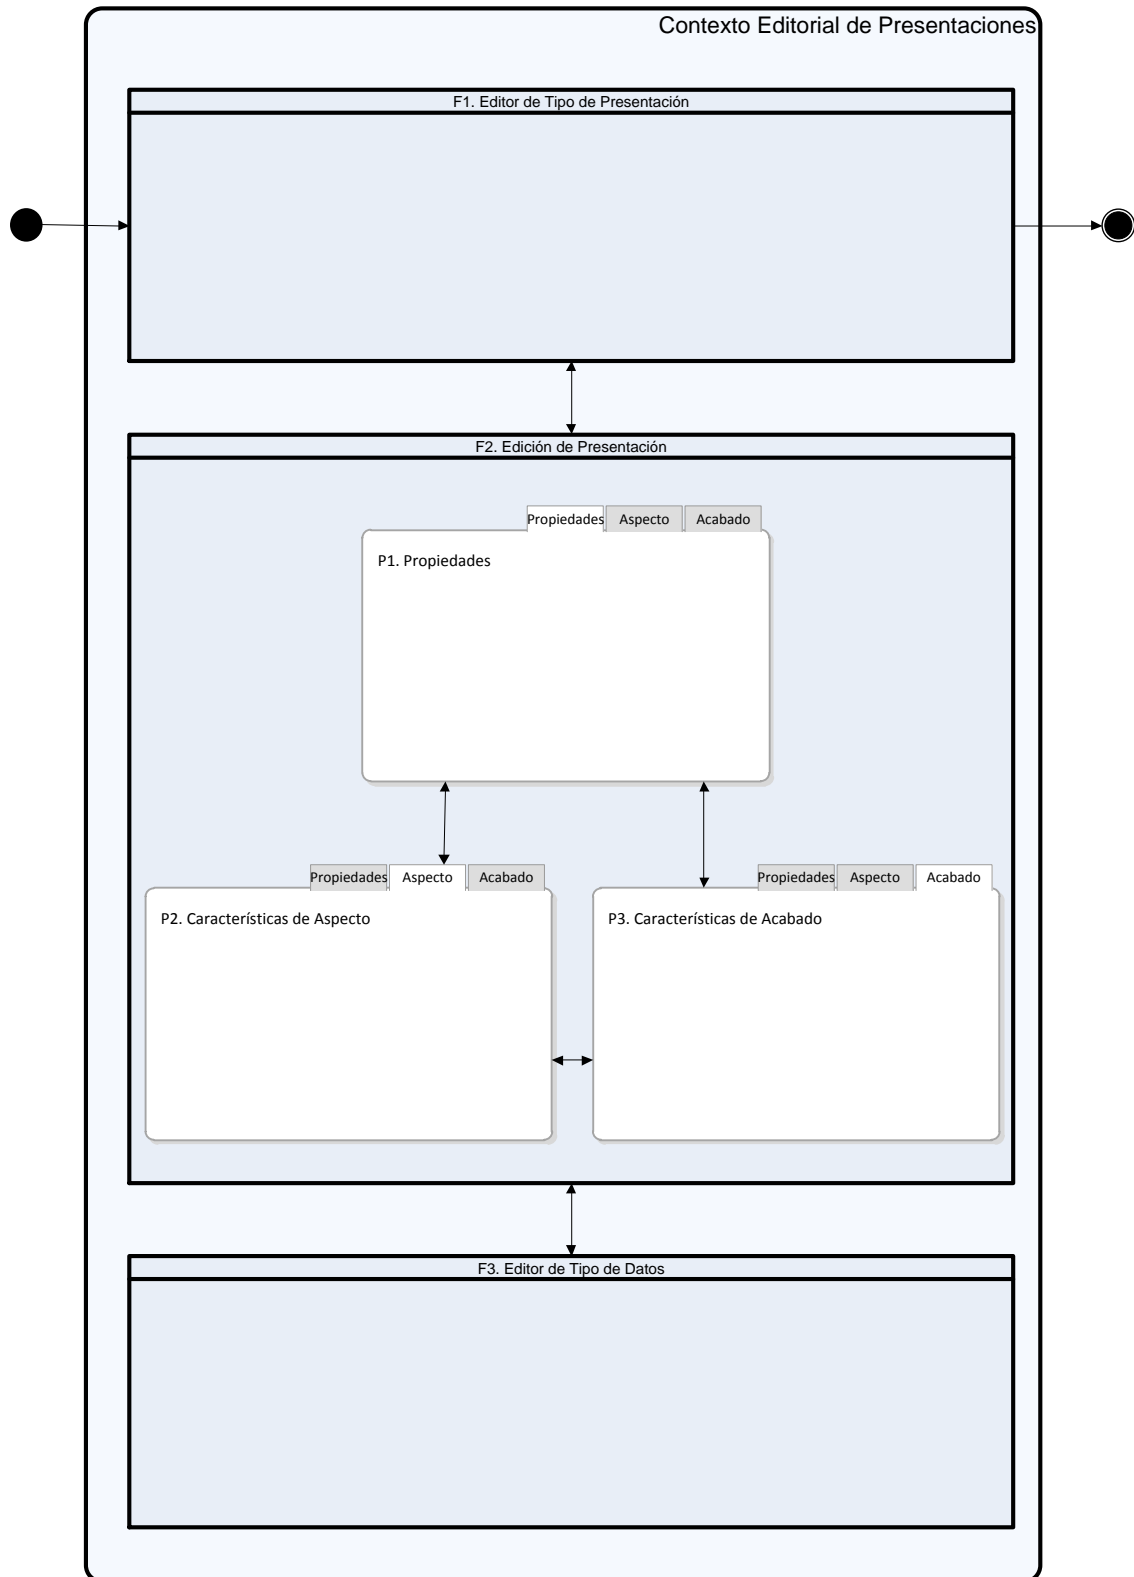 Contexto Editorial de Presentaciones
F1. Editor de Tipo de Presentación
F2. Edición de Presentación
Propiedades Aspecto Acabado
P1. Propiedades
Propiedades Aspecto Acabado
Propiedades Aspecto Acabado
P2. Características de Aspecto
P3. Características de Acabado
F3. Editor de Tipo de Datos